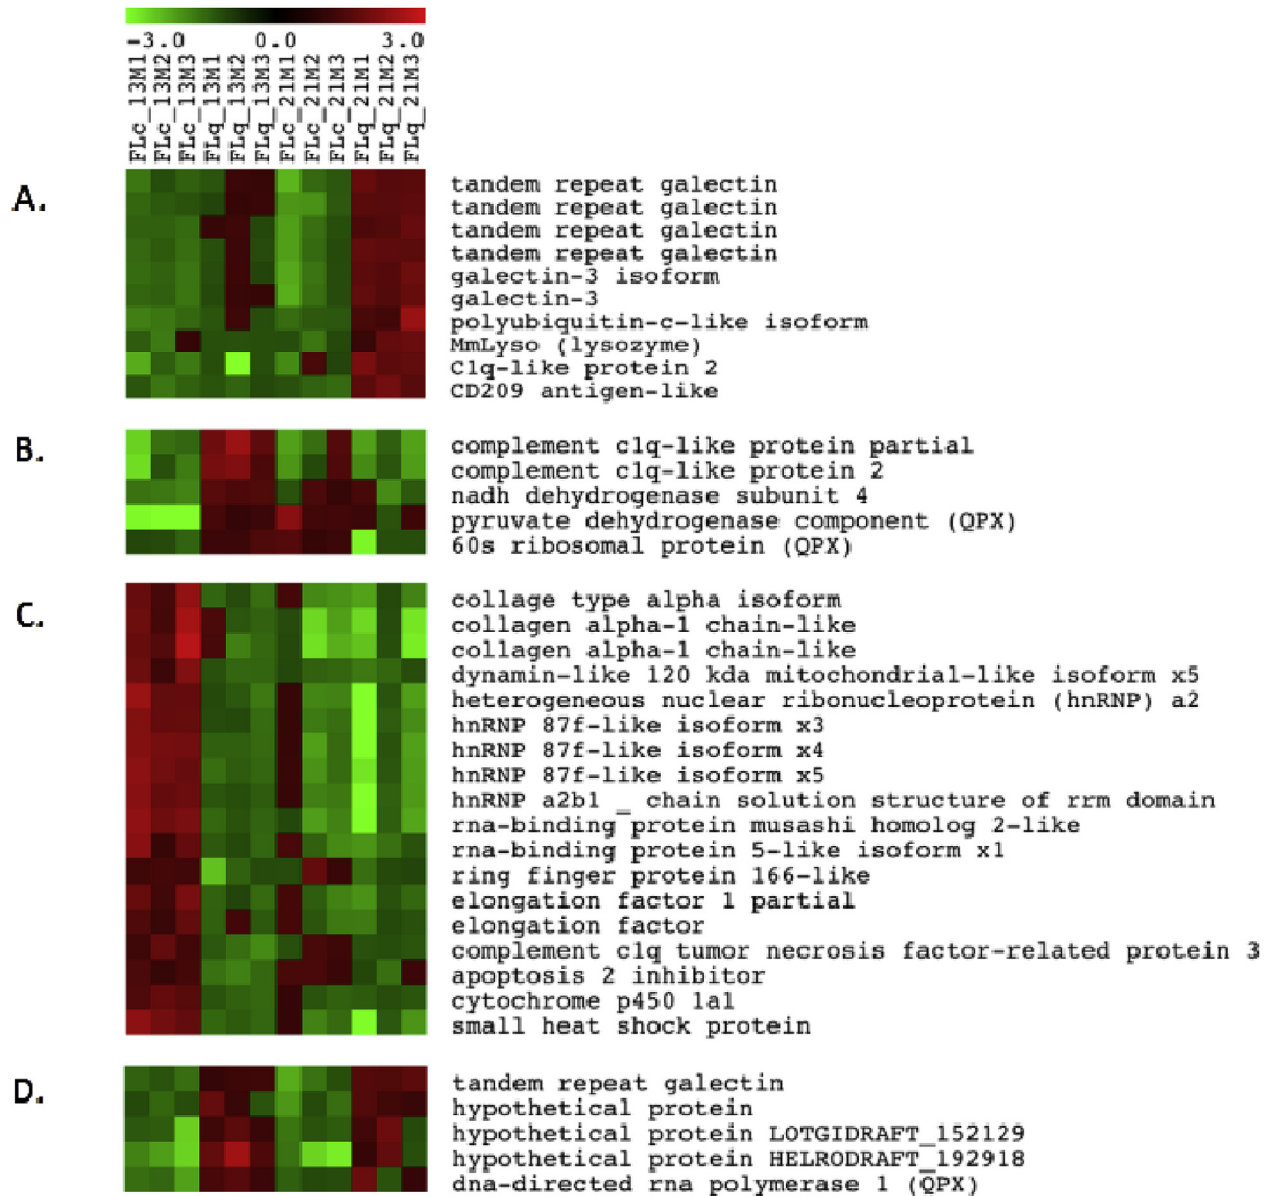 -3.0 0.0 3.0
FLc_13M1
FLc_13M2
FLc_13M3
FLq_13M1
FLq_13M2
FLq_13M3
FLc_21M1
FLc_21M2
FLc_21M3
FLq_21M1
FLq_21M2
FLq_21M3
A.
tandem repeat galectin
tandem repeat galectin
tandem repeat galectin
tandem repeat galectin
galectin-3 isoform
galectin-3
polyubiquitin-c-like isoform
MmLyso (lysozyme)
C1q-like protein 2
CD209 antigen-like
B.
complement c1q-like protein partial
complement c1q-like protein 2
nadh dehydrogenase subunit 4
pyruvate dehydrogenase component (QPX)
60s ribosomal protein (QPX)
C.
collage type alpha isoform
collagen alpha-1 chain-like
collagen alpha-1 chain-like
dynamin-like 120 kda mitochondrial-like isoform x5
heterogeneous nuclear ribonucleoprotein (hnRNP) a2
hnRNP 87f-like isoform x3
hnRNP 87f-like isoform x4
hnRNP 87f-like isoform x5
hnRNP a2b1 _ chain solution structure of rrm domain
rna-binding protein musashi homolog 2-like
rna-binding protein 5-like isoform x1
ring finger protein 166-like
elongation factor 1 partial
elongation factor
complement c1q tumor necrosis factor-related protein 3
apoptosis 2 inhibitor
cytochrome p450 1a1
small heat shock protein
D.
tandem repeat galectin
hypothetical protein
hypothetical protein LOTGIDRAFT_152129
hypothetical protein HELRODRAFT_192918
dna-directed rna polymerase 1 (QPX)